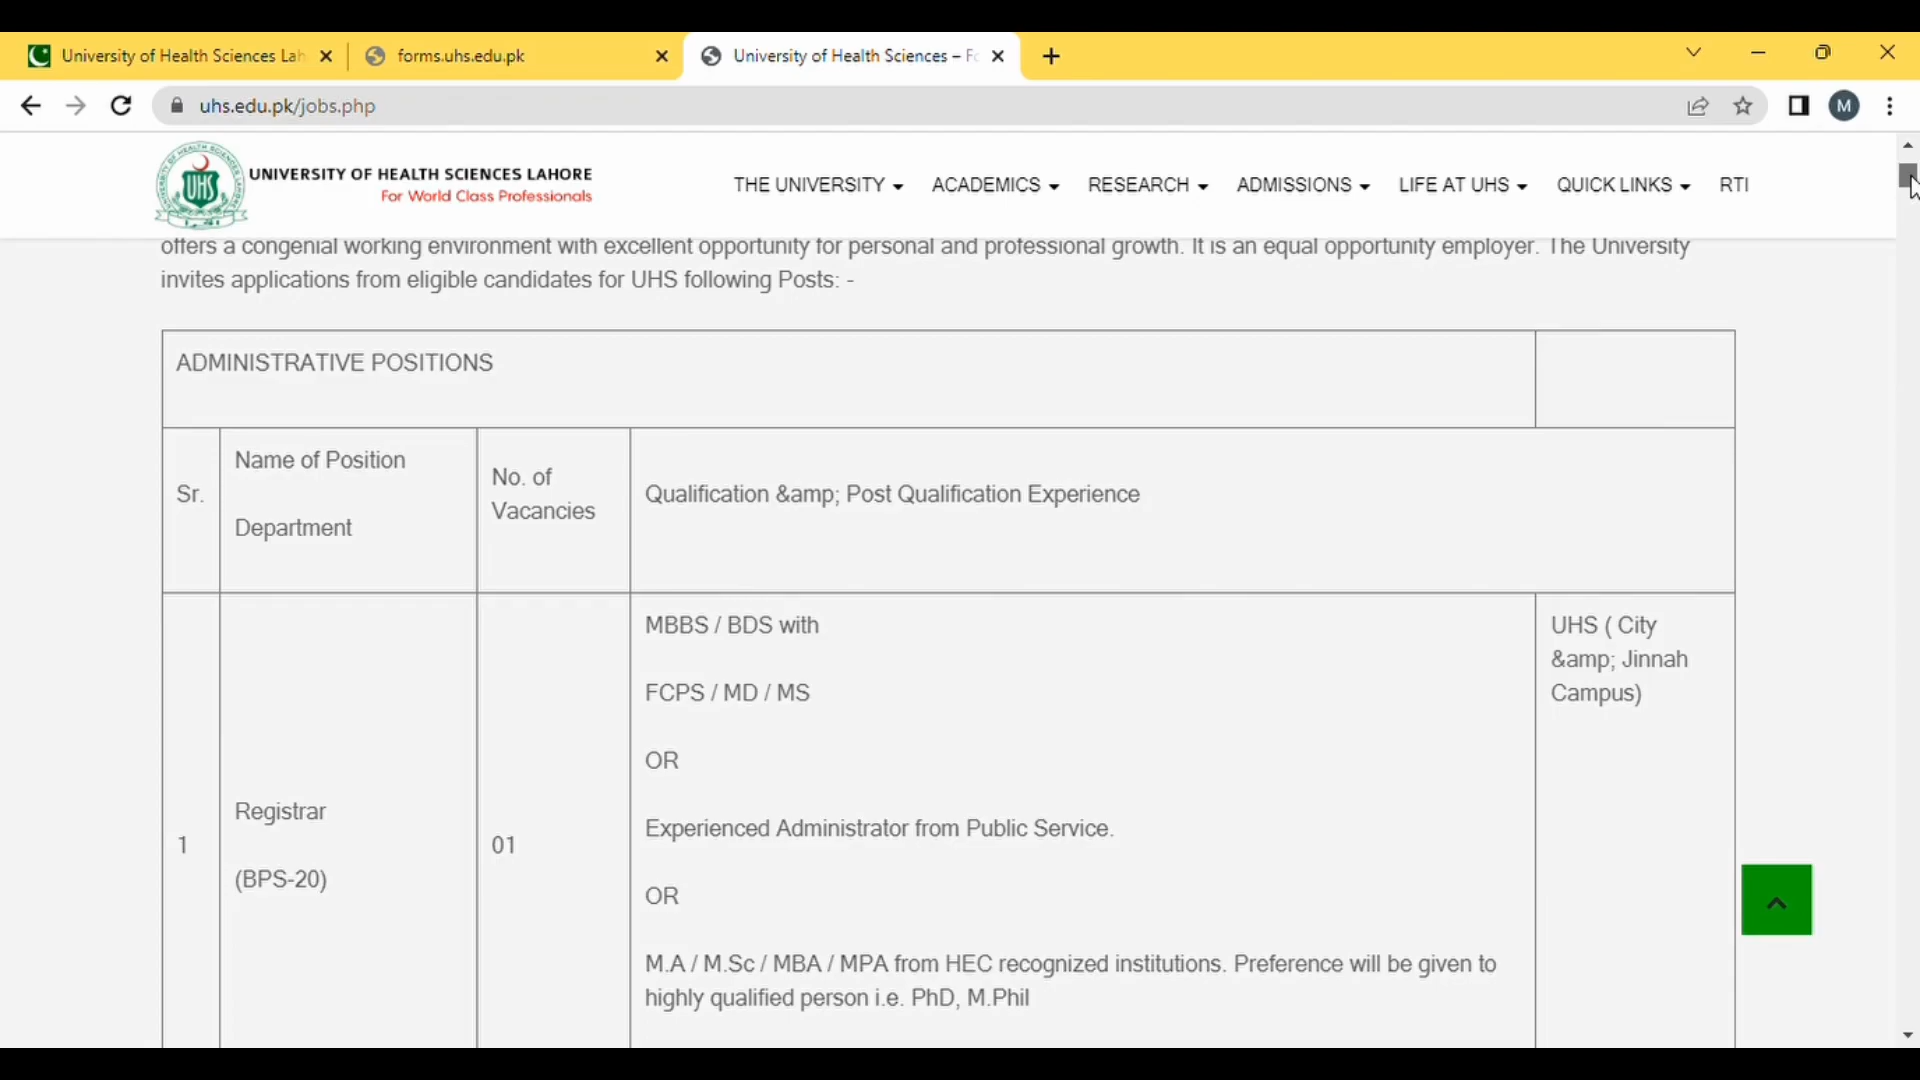 University of Health Sciences Lah
forms.uhs.edu.pk
University of Health Sciences – Fo
uhs.edu.pk/jobs.php
M
UHS
UNIVERSITY OF HEALTH SCIENCES LAHORE
For World Class Professionals
THE UNIVERSITY
ACADEMICS
RESEARCH
ADMISSIONS
LIFE AT UHS
QUICK LINKS
RTI
offers a congenial working environment with excellent opportunity for personal and professional growth. It is an equal opportunity employer. The University
invites applications from eligible candidates for UHS following Posts: -
ADMINISTRATIVE POSITIONS
Sr.
Name of Position
Department
No. of
Vacancies
Qualification &amp; Post Qualification Experience
1
Registrar
(BPS-20)
01
MBBS / BDS with
FCPS / MD / MS
OR
Experienced Administrator from Public Service.
OR
M.A / M.Sc / MBA / MPA from HEC recognized institutions. Preference will be given to
highly qualified person i.e. PhD, M.Phil
UHS ( City
&amp; Jinnah
Campus)